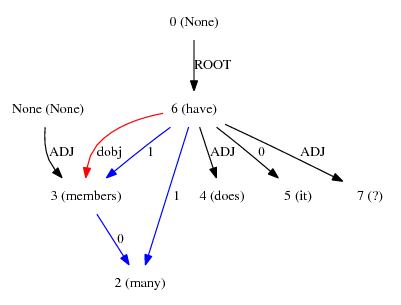 0 (None)
ROOT
None (None) 6 (have)
ADJ dobj 1 ADJ 0 ADJ
3 (members) 1 4 (does) 5 (it) 7 (?)
0
2 (many)